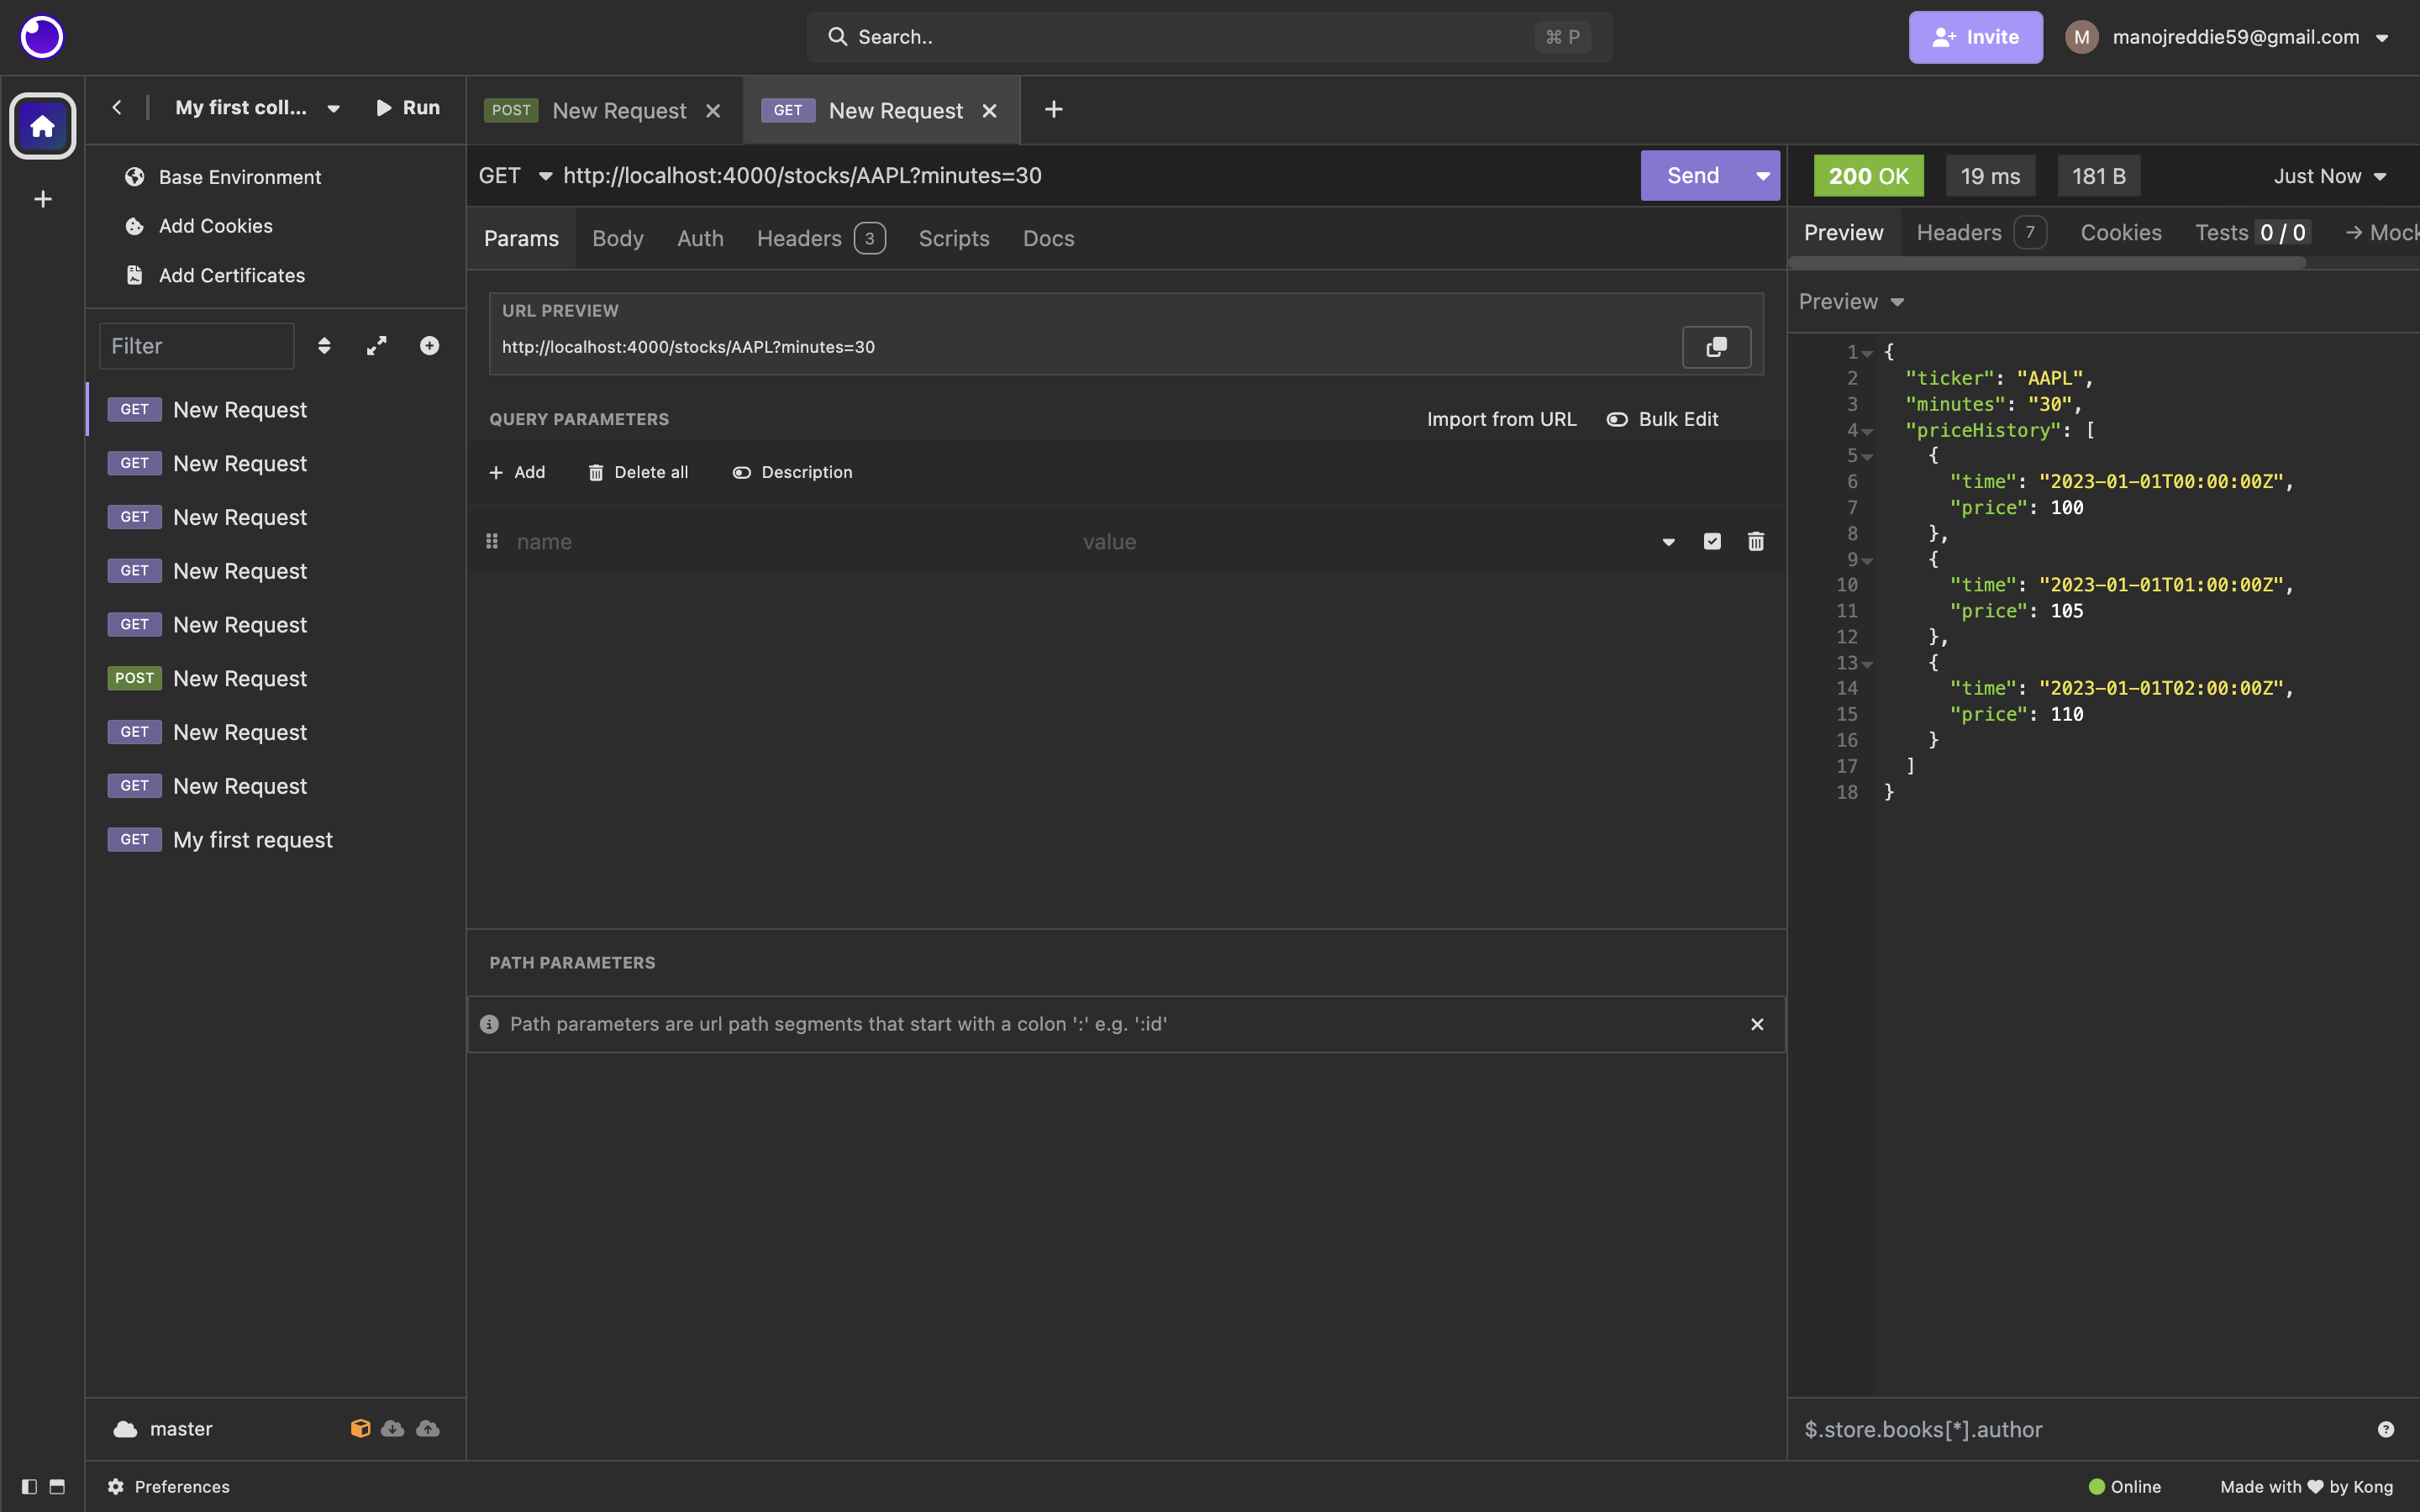 Search..
⌘ P
Invite
M
manojreddie59@gmail.com
My first coll...
Run
POST New Request
GET New Request
Base Environment
Add Cookies
Add Certificates
Filter
GET New Request
GET New Request
GET New Request
GET New Request
GET New Request
POST New Request
GET New Request
GET New Request
GET My first request
master
Preferences
GET http://localhost:4000/stocks/AAPL?minutes=30
Send
Params Body Auth Headers 3 Scripts Docs
URL PREVIEW
http://localhost:4000/stocks/AAPL?minutes=30
QUERY PARAMETERS
Import from URL Bulk Edit
Add Delete all Description
name value
PATH PARAMETERS
Path parameters are url path segments that start with a colon ':' e.g. ':id'
200 OK 19 ms 181 B Just Now
Preview Headers 7 Cookies Tests 0 / 0 → Mock
Preview
1 {
2 "ticker": "AAPL",
3 "minutes": "30",
4 "priceHistory": [
5 {
6 "time": "2023-01-01T00:00:00Z",
7 "price": 100
8 },
9 {
10 "time": "2023-01-01T01:00:00Z",
11 "price": 105
12 },
13 {
14 "time": "2023-01-01T02:00:00Z",
15 "price": 110
16 }
17 ]
18 }
$.store.books[*].author
Online
Made with ♥ by Kong